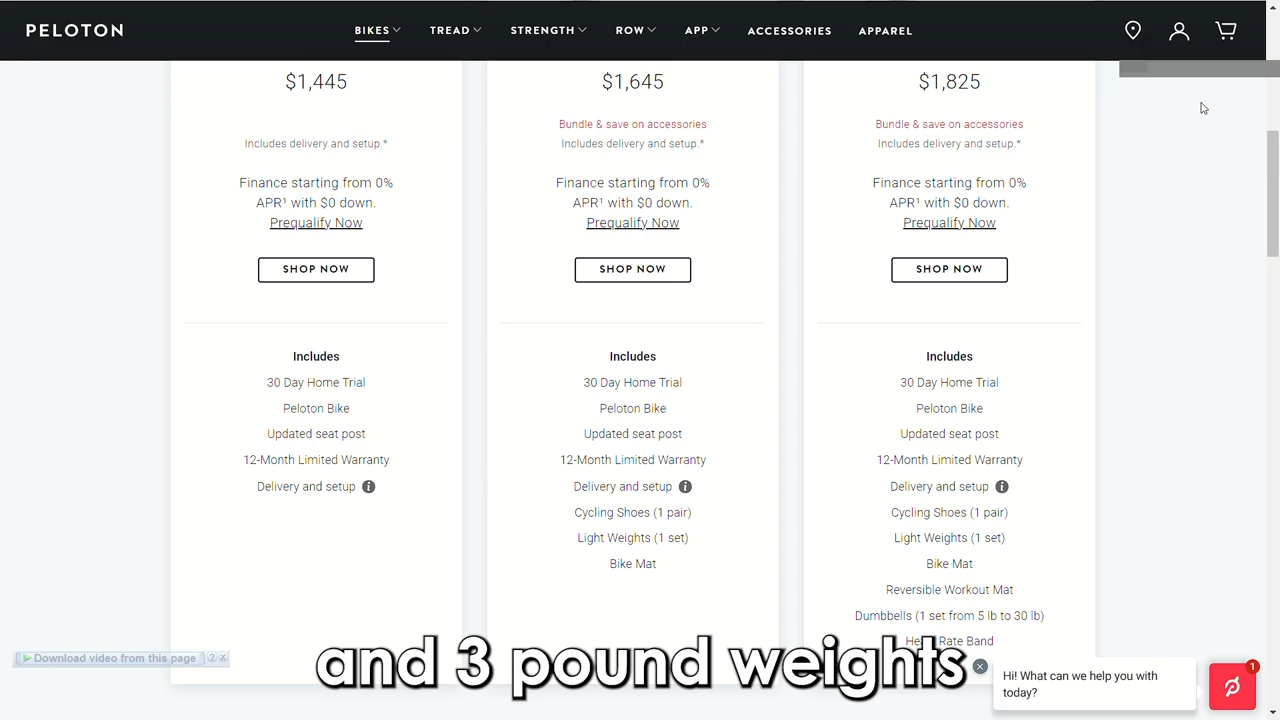 PELOTON
BIKES TREAD STRENGTH ROW APP ACCESSORIES APPAREL
$1,445
Includes delivery and setup.*
Finance starting from 0%
APR¹ with $0 down.
Prequalify Now
SHOP NOW
Includes
30 Day Home Trial
Peloton Bike
Updated seat post
12-Month Limited Warranty
Delivery and setup
$1,645
Bundle & save on accessories
Includes delivery and setup.*
Finance starting from 0%
APR¹ with $0 down.
Prequalify Now
SHOP NOW
Includes
30 Day Home Trial
Peloton Bike
Updated seat post
12-Month Limited Warranty
Delivery and setup
Cycling Shoes (1 pair)
Light Weights (1 set)
Bike Mat
$1,825
Bundle & save on accessories
Includes delivery and setup.*
Finance starting from 0%
APR¹ with $0 down.
Prequalify Now
SHOP NOW
Includes
30 Day Home Trial
Peloton Bike
Updated seat post
12-Month Limited Warranty
Delivery and setup
Cycling Shoes (1 pair)
Light Weights (1 set)
Bike Mat
Reversible Workout Mat
Dumbbells (1 set from 5 lb to 30 lb)
Rate Band
Download video from this page ? x
and 3 pound weights
Hi! What can we help you with
today?
1